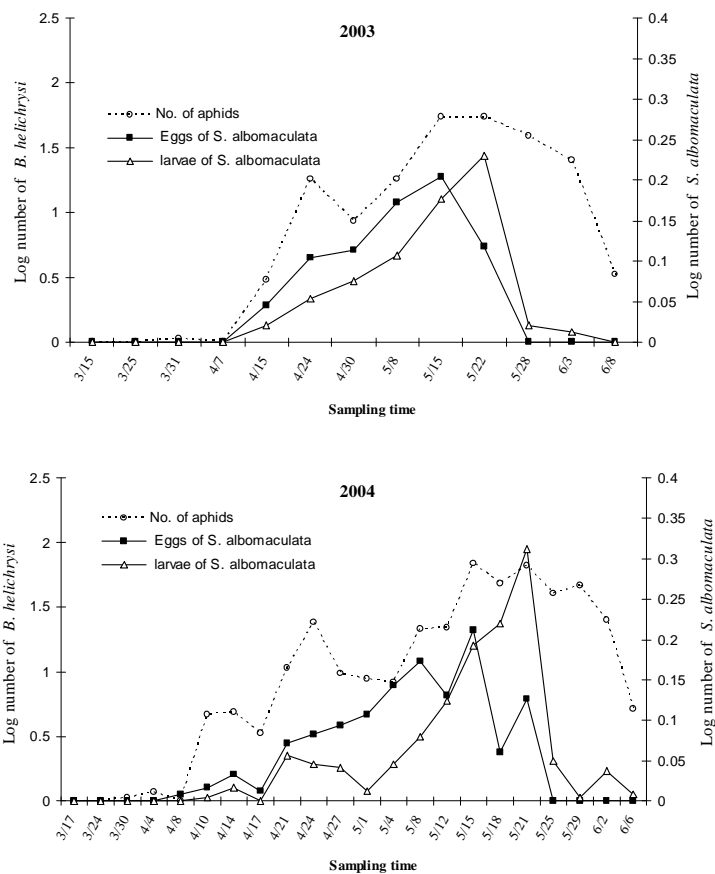 2003
Log number of B. helichrysi
2.5
2
1.5
1
0.5
0
No. of aphids
Eggs of S. albomaculata
larvae of S. albomaculata
0.4
0.35
0.3
0.25
0.2
0.15
0.1
0.05
0
Log number of S. albomaculata
3/15 3/25 3/31 4/7 4/15 4/24 4/30 5/8 5/15 5/22 5/28 6/3 6/8
Sampling time
2004
Log number of B. helichrysi
2.5
2
1.5
1
0.5
0
No. of aphids
Eggs of S. albomaculata
larvae of S. albomaculata
0.4
0.35
0.3
0.25
0.2
0.15
0.1
0.05
0
Log number of S. albomaculata
3/17 3/24 3/30 4/4 4/8 4/10 4/14 4/17 4/21 4/24 4/27 5/1 5/4 5/8 5/12 5/15 5/18 5/21 5/25 5/29 6/2 6/6
Sampling time